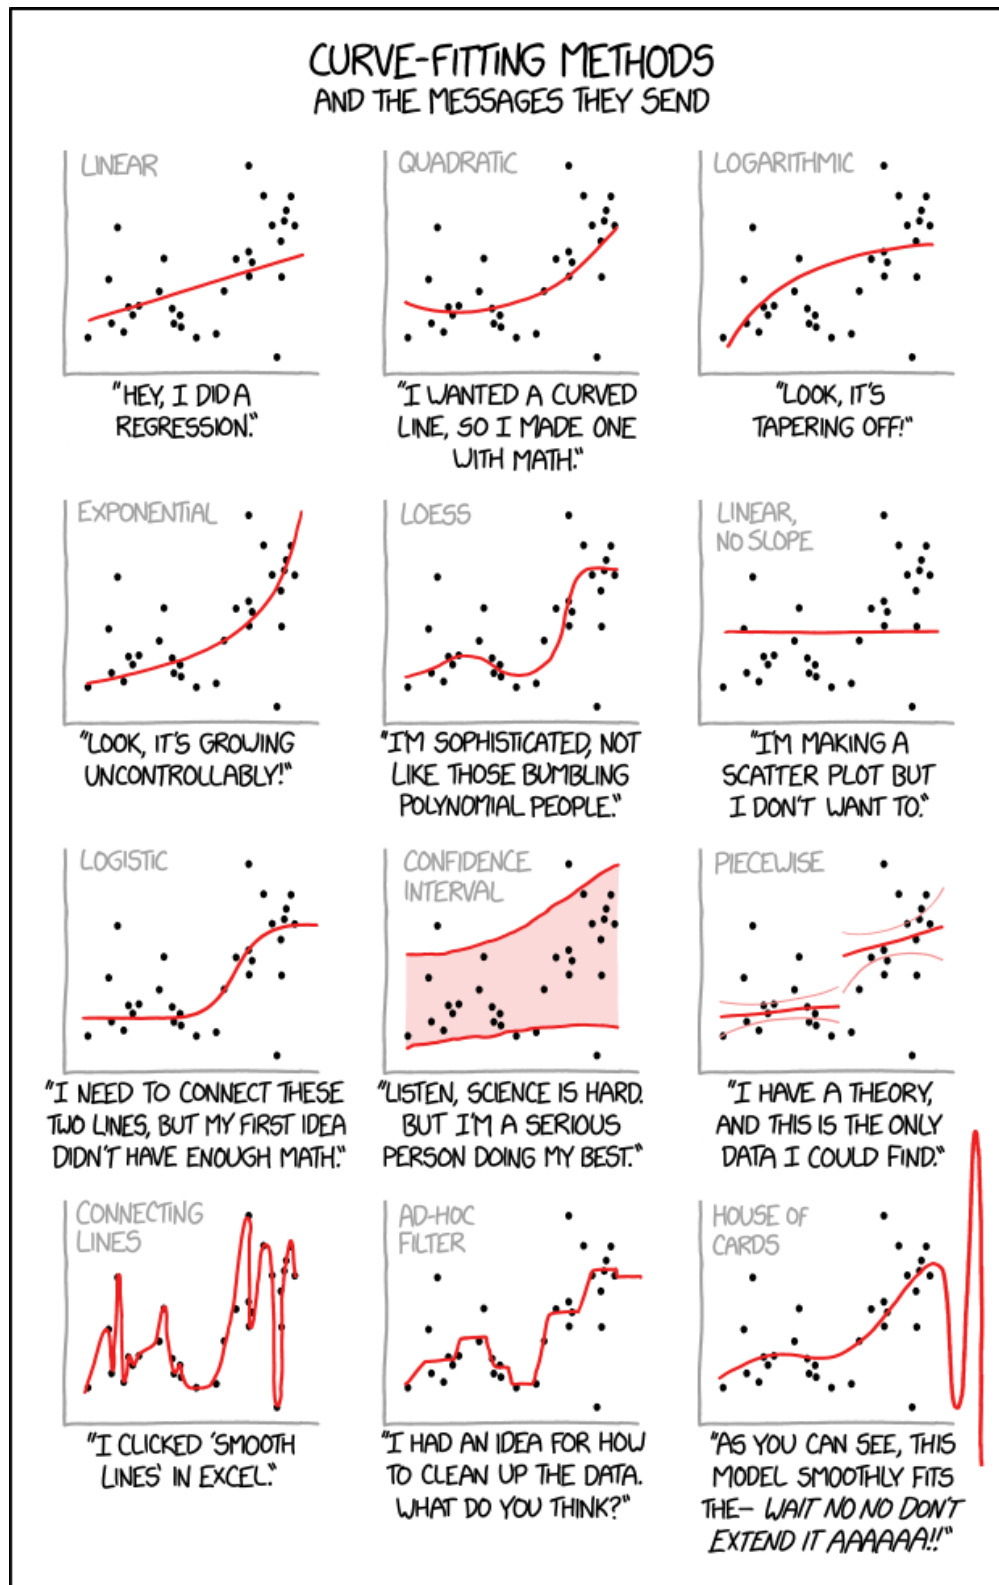 CURVE-FITTING METHODS
AND THE MESSAGES THEY SEND
LINEAR
"HEY, I DID A
REGRESSION."
QUADRATIC
"I WANTED A CURVED
LINE, SO I MADE ONE
WITH MATH."
LOGARITHMIC
"LOOK, IT'S
TAPERING OFF!"
EXPONENTIAL
"LOOK, IT'S GROWING
UNCONTROLLABLY!"
LOESS
"I'M SOPHISTICATED, NOT
LIKE THOSE BUMBLING
POLYNOMIAL PEOPLE."
LINEAR,
NO SLOPE
"I'M MAKING A
SCATTER PLOT BUT
I DON'T WANT TO."
LOGISTIC
"I NEED TO CONNECT THESE
TWO LINES, BUT MY FIRST IDEA
DIDN'T HAVE ENOUGH MATH."
CONFIDENCE
INTERVAL
"LISTEN, SCIENCE IS HARD.
BUT I'M A SERIOUS
PERSON DOING MY BEST."
PIECEWISE
"I HAVE A THEORY,
AND THIS IS THE ONLY
DATA I COULD FIND."
CONNECTING
LINES
"I CLICKED 'SMOOTH
LINES' IN EXCEL."
AD-HOC
FILTER
"I HAD AN IDEA FOR HOW
TO CLEAN UP THE DATA.
WHAT DO YOU THINK?"
HOUSE OF
CARDS
"AS YOU CAN SEE, THIS
MODEL SMOOTHLY FITS
THE- WAIT NO NO DON'T
EXTEND IT AAAAAA!!"